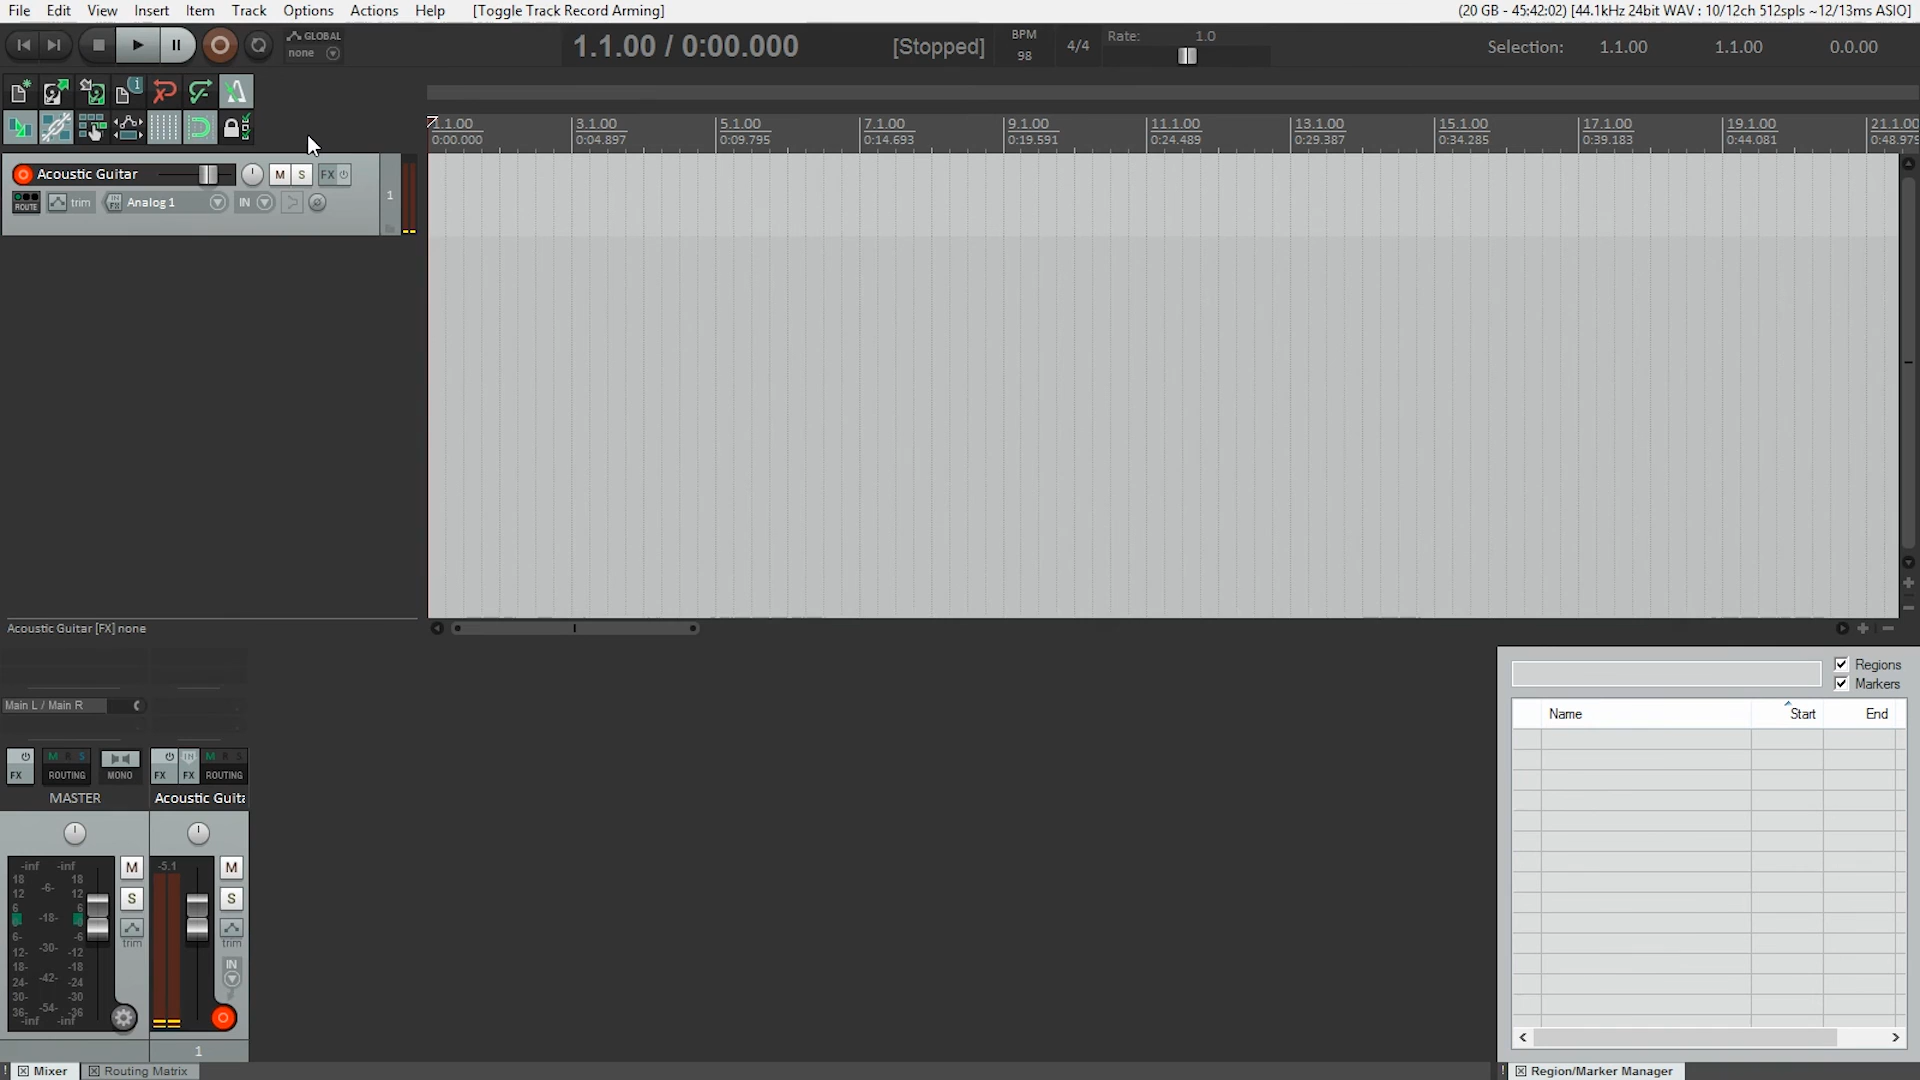 File Edit View Insert Item Track Options Actions Help [Toggle Track Record Arming] (20 GB - 45:42:02) [44.1kHz 24bit WAV : 10/12ch 512spls ~12/13ms ASIO]
GLOBAL
none
1.1.00 / 0:00.000 [Stopped]
BPM
98
4/4
Rate: 1.0
Selection: 1.1.00 1.1.00 0.0.00
1.1.00 3.1.00 5.1.00 7.1.00 9.1.00 11.1.00 13.1.00 15.1.00 17.1.00 19.1.00 21.1.00
0:00.000 0:04.897 0:09.795 0:14.693 0:19.591 0:24.489 0:29.387 0:34.285 0:39.183 0:44.081 0:48.979
Acoustic Guitar M S FX
ROUTE trim IN FX Analog 1 IN
1
Acoustic Guitar [FX] none
Regions
Markers
Name Start End
Main L / Main R
FX M R S ROUTING MONO FX IN FX M R S ROUTING
MASTER Acoustic Guita
-inf -inf M -5.1 M
18 18
12 -6- 12 S S
6 6
0 -18- 0
6- -6 trim trim
12- -30- -12 IN
18- -18
24- -42- -24
30- -30
36- -54- -36
-inf -inf
1
! Mixer Routing Matrix ! Region/Marker Manager